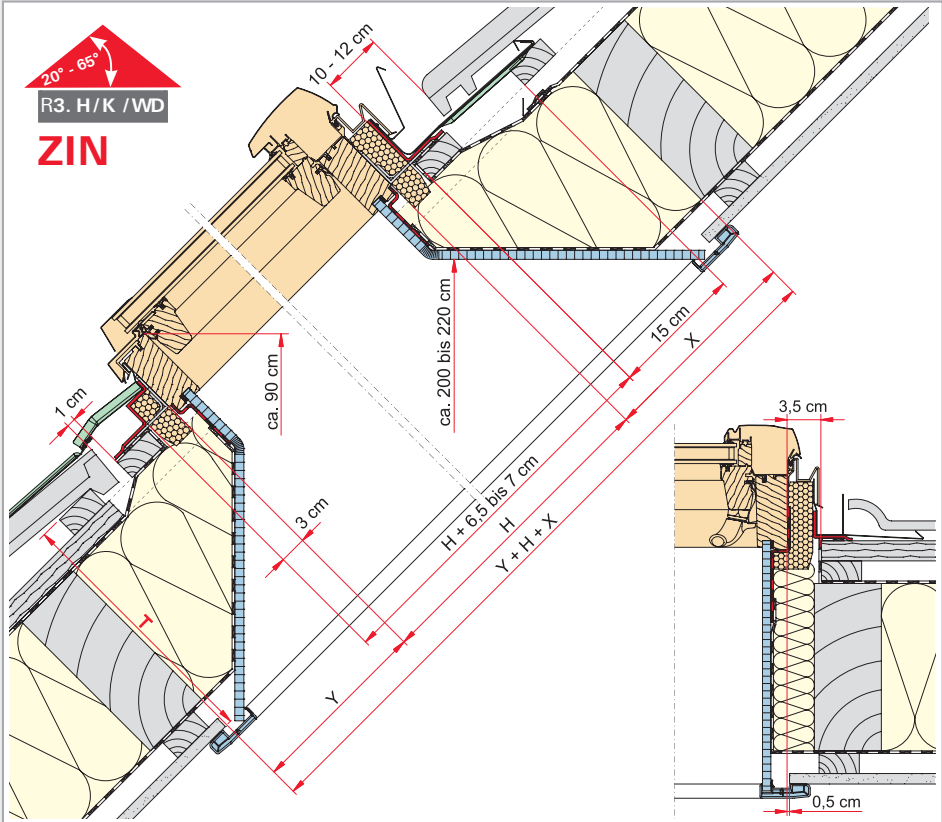 20° - 65°
R3. H / K / WD
ZIN
10 - 12 cm
15 cm
X
ca. 200 bis 220 cm
ca. 90 cm
1 cm
3,5 cm
3 cm
H + 6,5 bis 7 cm
H
Y + H + X
T
Y
0,5 cm